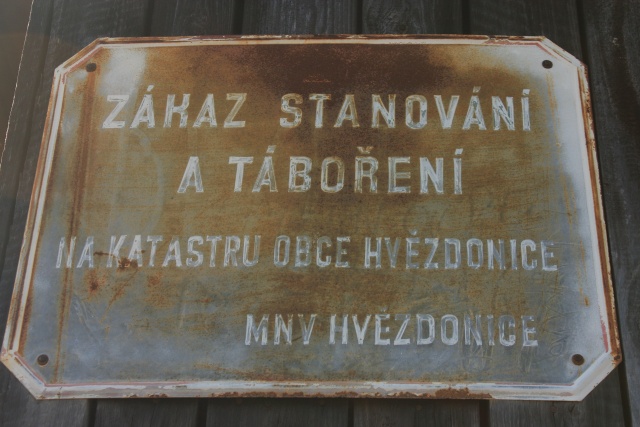 ZÁKAZ STANOVÁNÍ
A TÁBOŘENÍ
NA KATASTRU OBCE HVĚZDONICE
MNV HVĚZDONICE